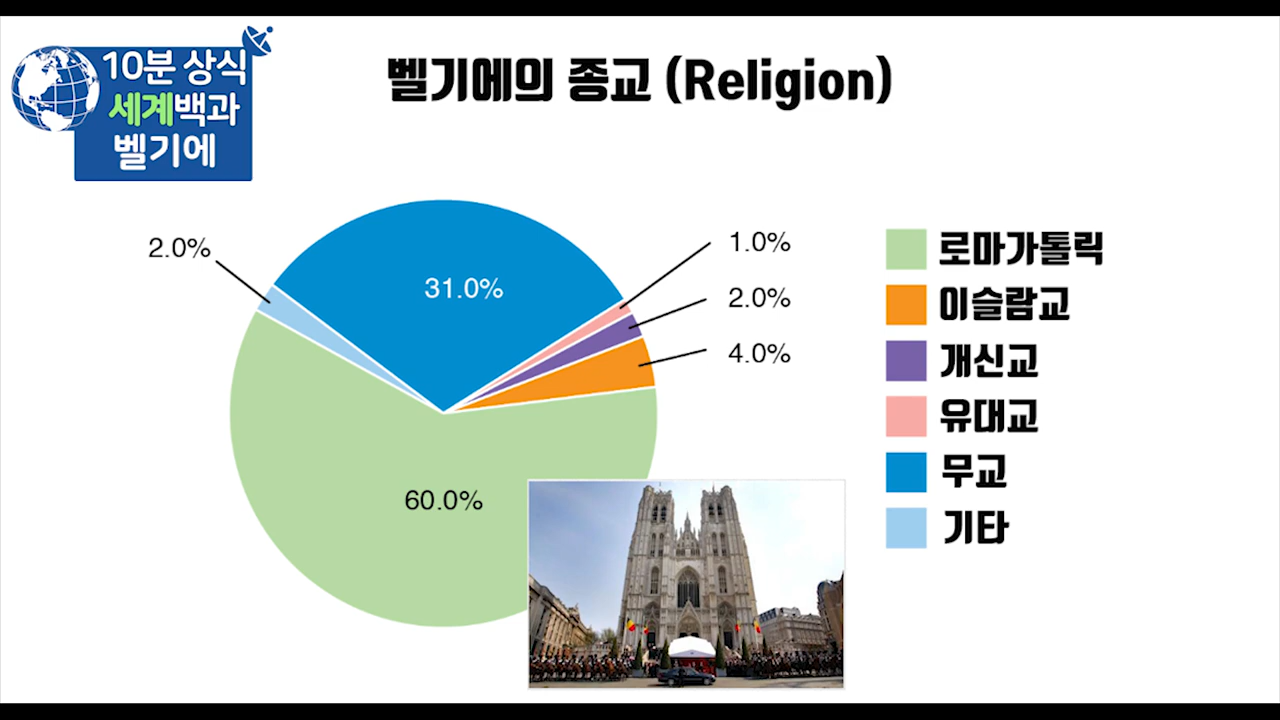 10분 상식
세계백과
벨기에
벨기에의 종교 (Religion)
2.0%
31.0%
1.0%
2.0%
4.0%
60.0%
로마가톨릭
이슬람교
개신교
유대교
무교
기타